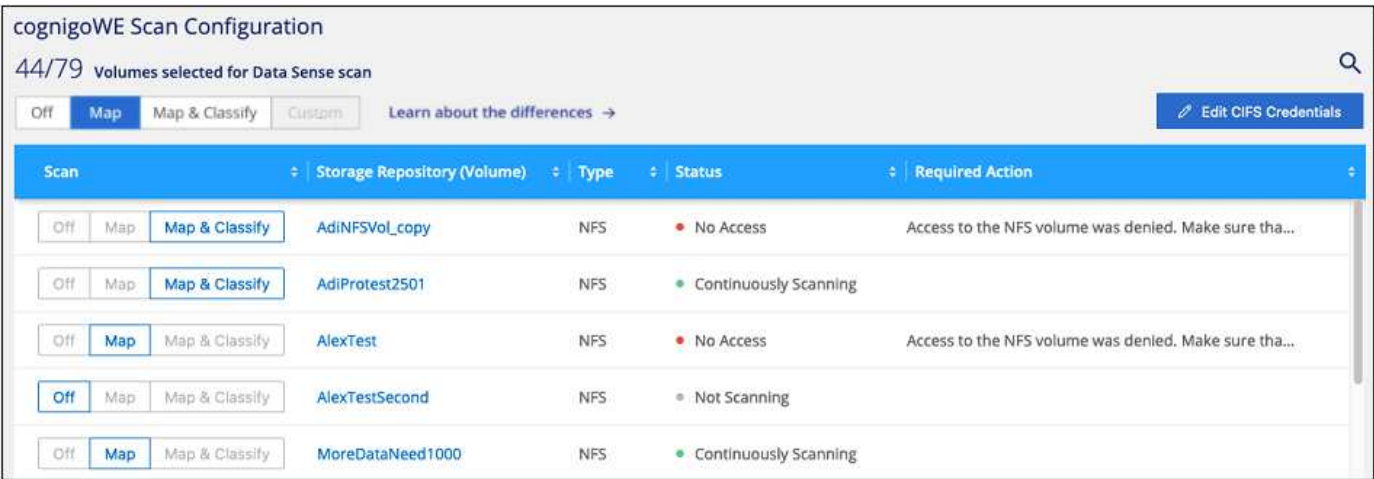 cognigoWE Scan Configuration
44/79 Volumes selected for Data Sense scan
Off Map Map & Classify Custom Learn about the differences → Edit CIFS Credentials
Scan Storage Repository (Volume) Type Status Required Action
Off Map Map & Classify AdiNFSVol_copy NFS No Access Access to the NFS volume was denied. Make sure tha...
Off Map Map & Classify AdiProtest2501 NFS Continuously Scanning
Off Map Map & Classify AlexTest NFS No Access Access to the NFS volume was denied. Make sure tha...
Off Map Map & Classify AlexTestSecond NFS Not Scanning
Off Map Map & Classify MoreDataNeed1000 NFS Continuously Scanning